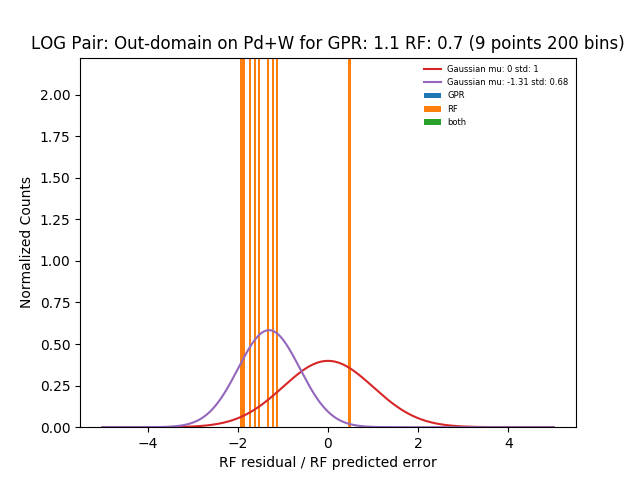 LOG Pair: Out-domain on Pd+W for GPR: 1.1 RF: 0.7 (9 points 200 bins)
Gaussian mu: 0 std: 1
Gaussian mu: -1.31 std: 0.68
GPR
RF
both
Normalized Counts
2.00
1.75
1.50
1.25
1.00
0.75
0.50
0.25
0.00
−4
−2
0
2
4
RF residual / RF predicted error